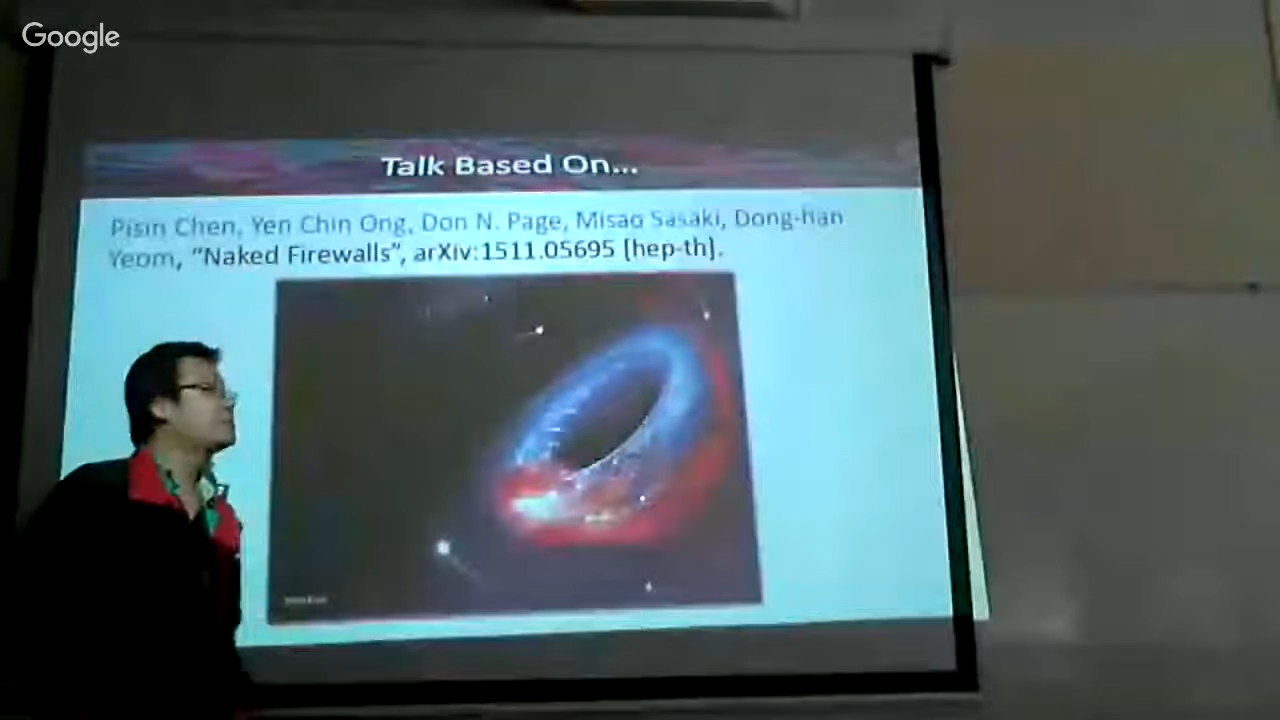 Google
Talk Based On...
Pisin Chen, Yen Chin Ong, Don N. Page, Misao Sasaki, Dong-han
Yeom, “Naked Firewalls”, arXiv:1511.05695 [hep-th].